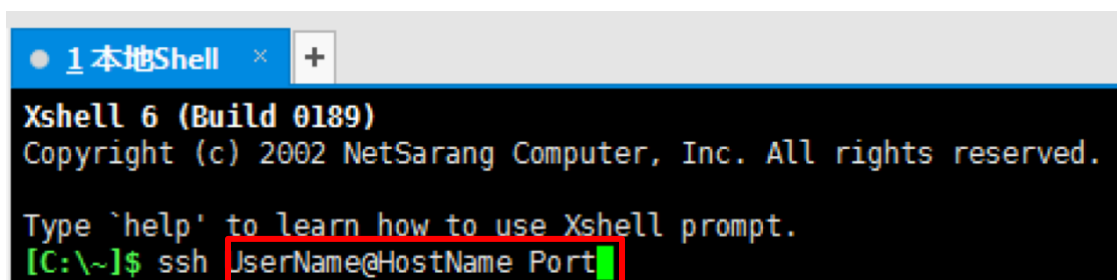 1 本地Shell × +
Xshell 6 (Build 0189)
Copyright (c) 2002 NetSarang Computer, Inc. All rights reserved.
Type `help' to learn how to use Xshell prompt.
[C:\~]$ ssh UserName@HostName Port